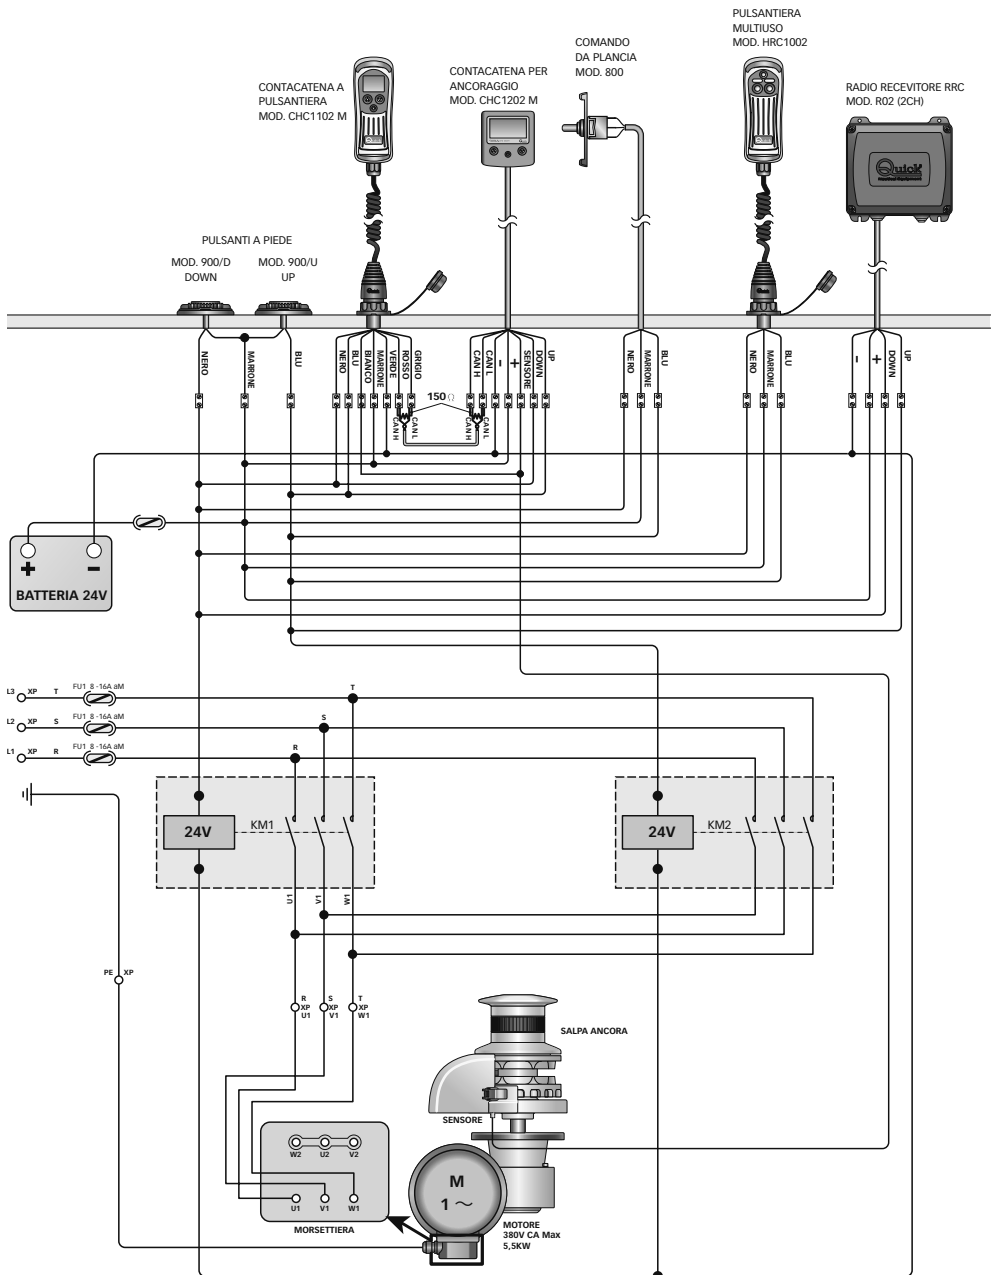 PULSANTIERA
MULTIUSO
MOD. HRC1002
COMANDO
DA PLANCIA
MOD. 800
CONTACATENA PER
ANCORAGGIO
MOD. CHC1202 M
CONTACATENA A
PULSANTIERA
MOD. CHC1102 M
RADIO RECEVITORE RRC
MOD. R02 (2CH)
Quick
Nautical Equipment
PULSANTI A PIEDE
MOD. 900/D
DOWN
MOD. 900/U
UP
NERO
MARRONE
BLU
NERO
BLU
BIANCO
MARRONE
VERDE
ROSSO
GRIGIO
CAN H
CAN L
-
+
SENSORE
DOWN
UP
NERO
MARRONE
BLU
NERO
MARRONE
BLU
-
+
DOWN
UP
150 Ω
CAN H
CAN L
CAN H
CAN L
+ -
BATTERIA 24V
L3 XP T FU1 8 -16A aM T
L2 XP S FU1 8 -16A aM S
L1 XP R FU1 8 -16A aM R
24V KM1
24V KM2
U1
V1
W1
PE XP
R
XP
U1
S
XP
V1
T
XP
W1
SALPA ANCORA
SENSORE
W2 U2 V2
U1 V1 W1
MORSETTIERA
M
1 ~
MOTORE
380V CA Max
5,5KW